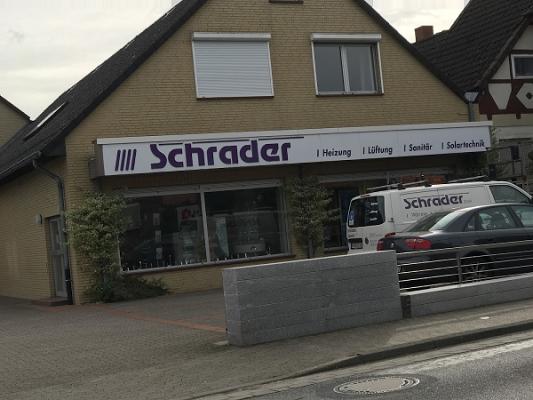 Schrader I Heizung I Lüftung I Sanitär I Solartechnik
Schrader